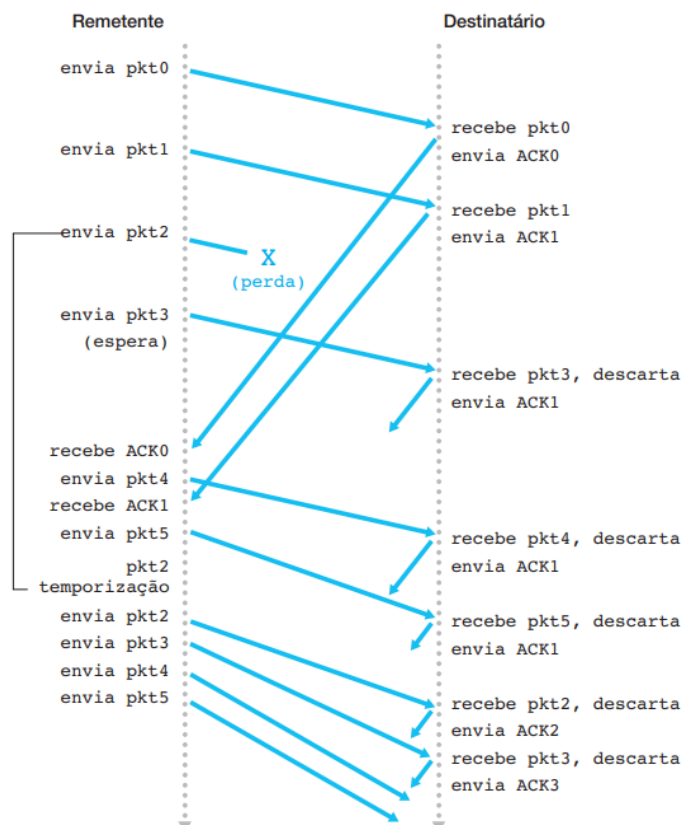 Remetente
Destinatário
envia pkt0
recebe pkt0
envia ACK0
envia pkt1
recebe pkt1
envia ACK1
envia pkt2
X
(perda)
envia pkt3
(espera)
recebe pkt3, descarta
envia ACK1
recebe ACK0
envia pkt4
recebe ACK1
envia pkt5
recebe pkt4, descarta
envia ACK1
pkt2
temporização
envia pkt2
envia pkt3
envia pkt4
envia pkt5
recebe pkt5, descarta
envia ACK1
recebe pkt2, descarta
envia ACK2
recebe pkt3, descarta
envia ACK3